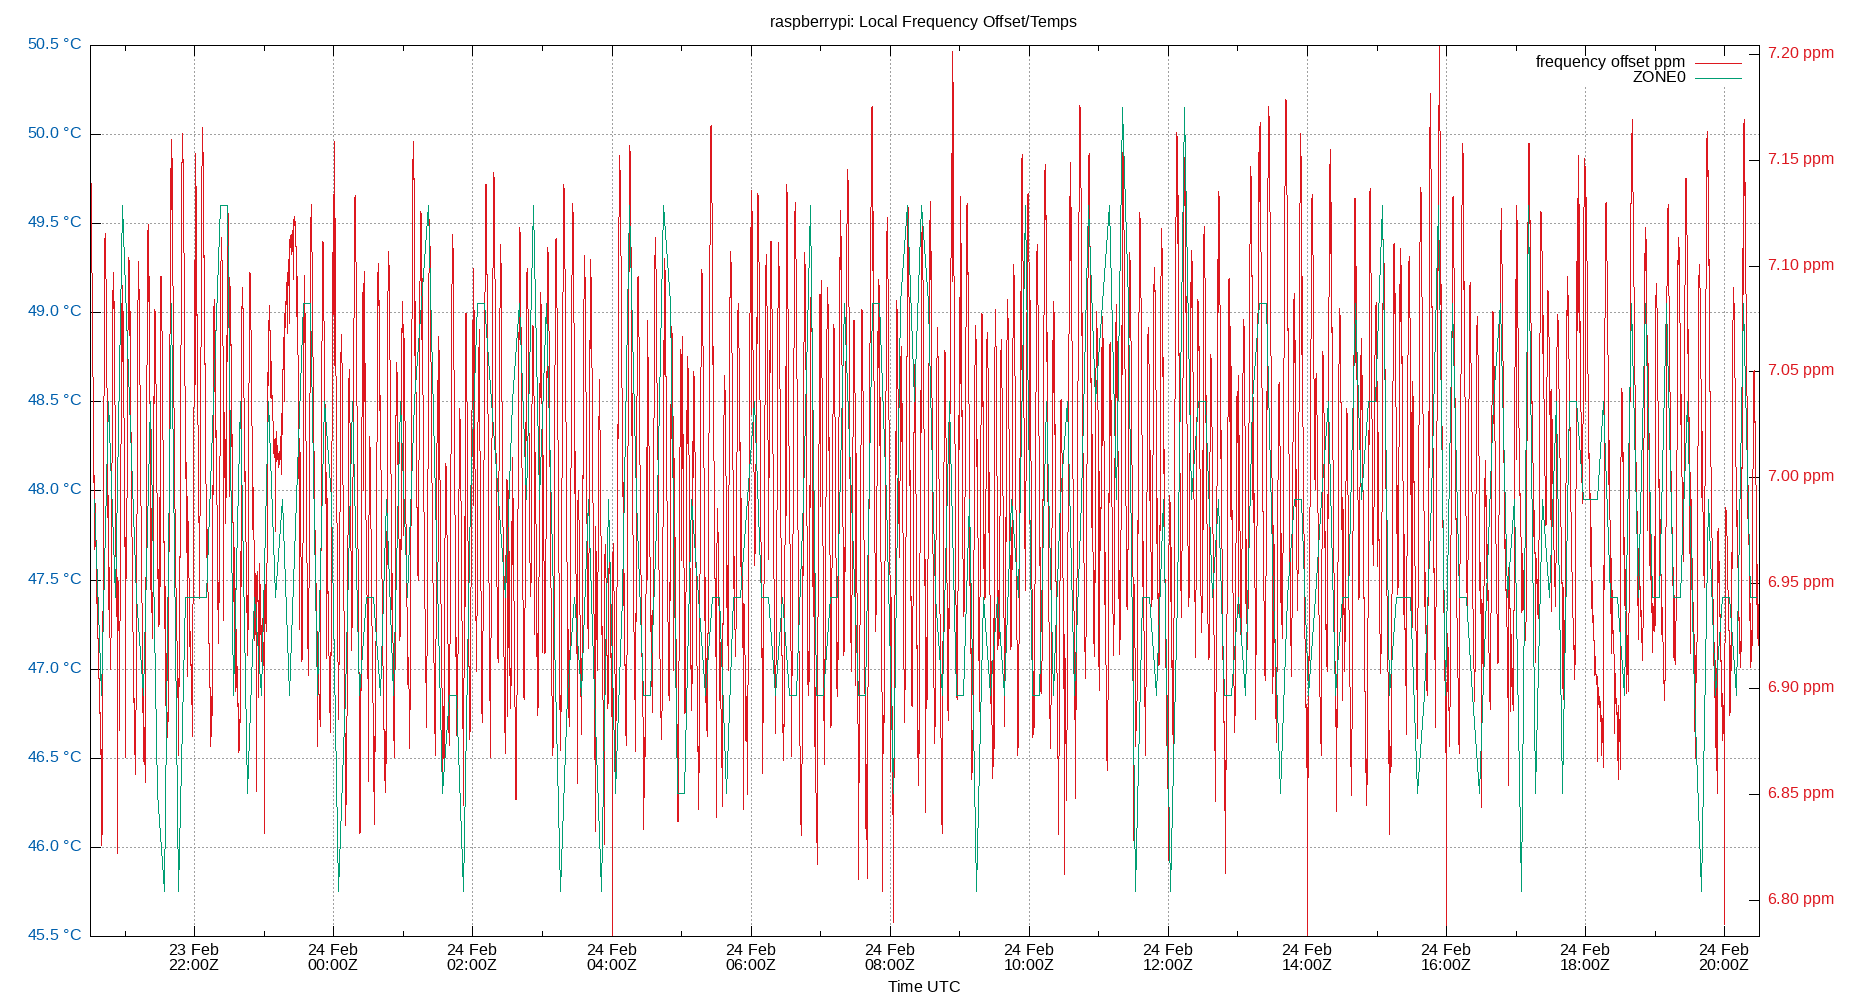 raspberrypi: Local Frequency Offset/Temps
50.5 °C
50.0 °C
49.5 °C
49.0 °C
48.5 °C
48.0 °C
47.5 °C
47.0 °C
46.5 °C
46.0 °C
45.5 °C
7.20 ppm
7.15 ppm
7.10 ppm
7.05 ppm
7.00 ppm
6.95 ppm
6.90 ppm
6.85 ppm
6.80 ppm
frequency offset ppm
ZONE0
23 Feb 24 Feb 24 Feb 24 Feb 24 Feb 24 Feb 24 Feb 24 Feb 24 Feb 24 Feb 24 Feb 24 Feb
22:00Z 00:00Z 02:00Z 04:00Z 06:00Z 08:00Z 10:00Z 12:00Z 14:00Z 16:00Z 18:00Z 20:00Z
Time UTC